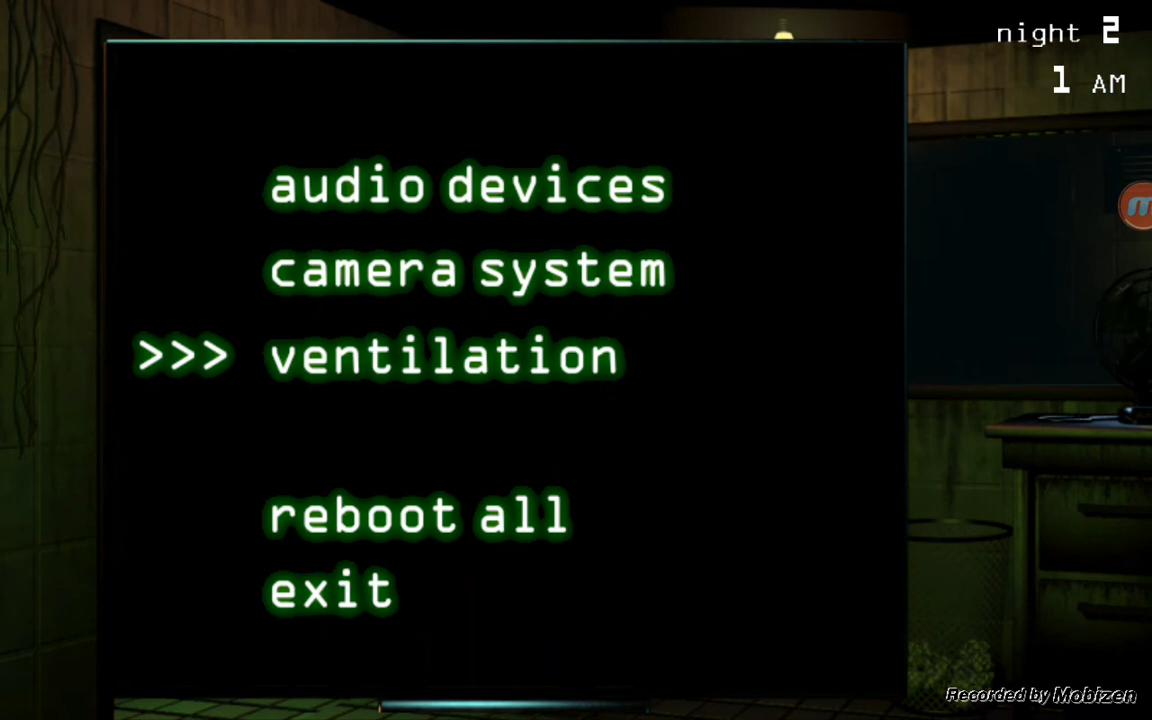 night 2
1 AM
audio devices
camera system
>>> ventilation
reboot all
exit
Recorded by Mobizen